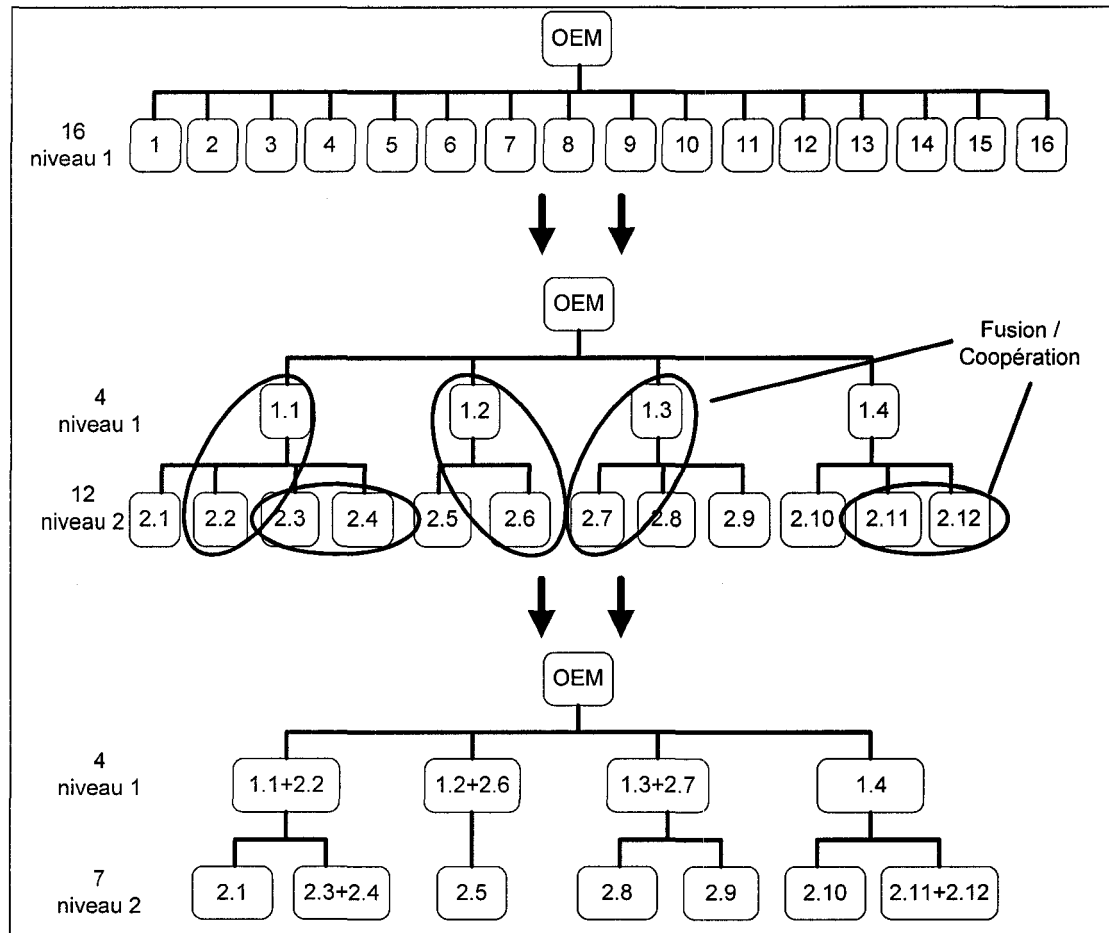 OEM
16
niveau 1
1 2 3 4 5 6 7 8 9 10 11 12 13 14 15 16
OEM
Fusion /
Coopération
4
niveau 1
1.1 1.2 1.3 1.4
12
niveau 2
2.1 2.2 2.3 2.4 2.5 2.6 2.7 2.8 2.9 2.10 2.11 2.12
OEM
4
niveau 1
1.1+2.2 1.2+2.6 1.3+2.7 1.4
7
niveau 2
2.1 2.3+2.4 2.5 2.8 2.9 2.10 2.11+2.12